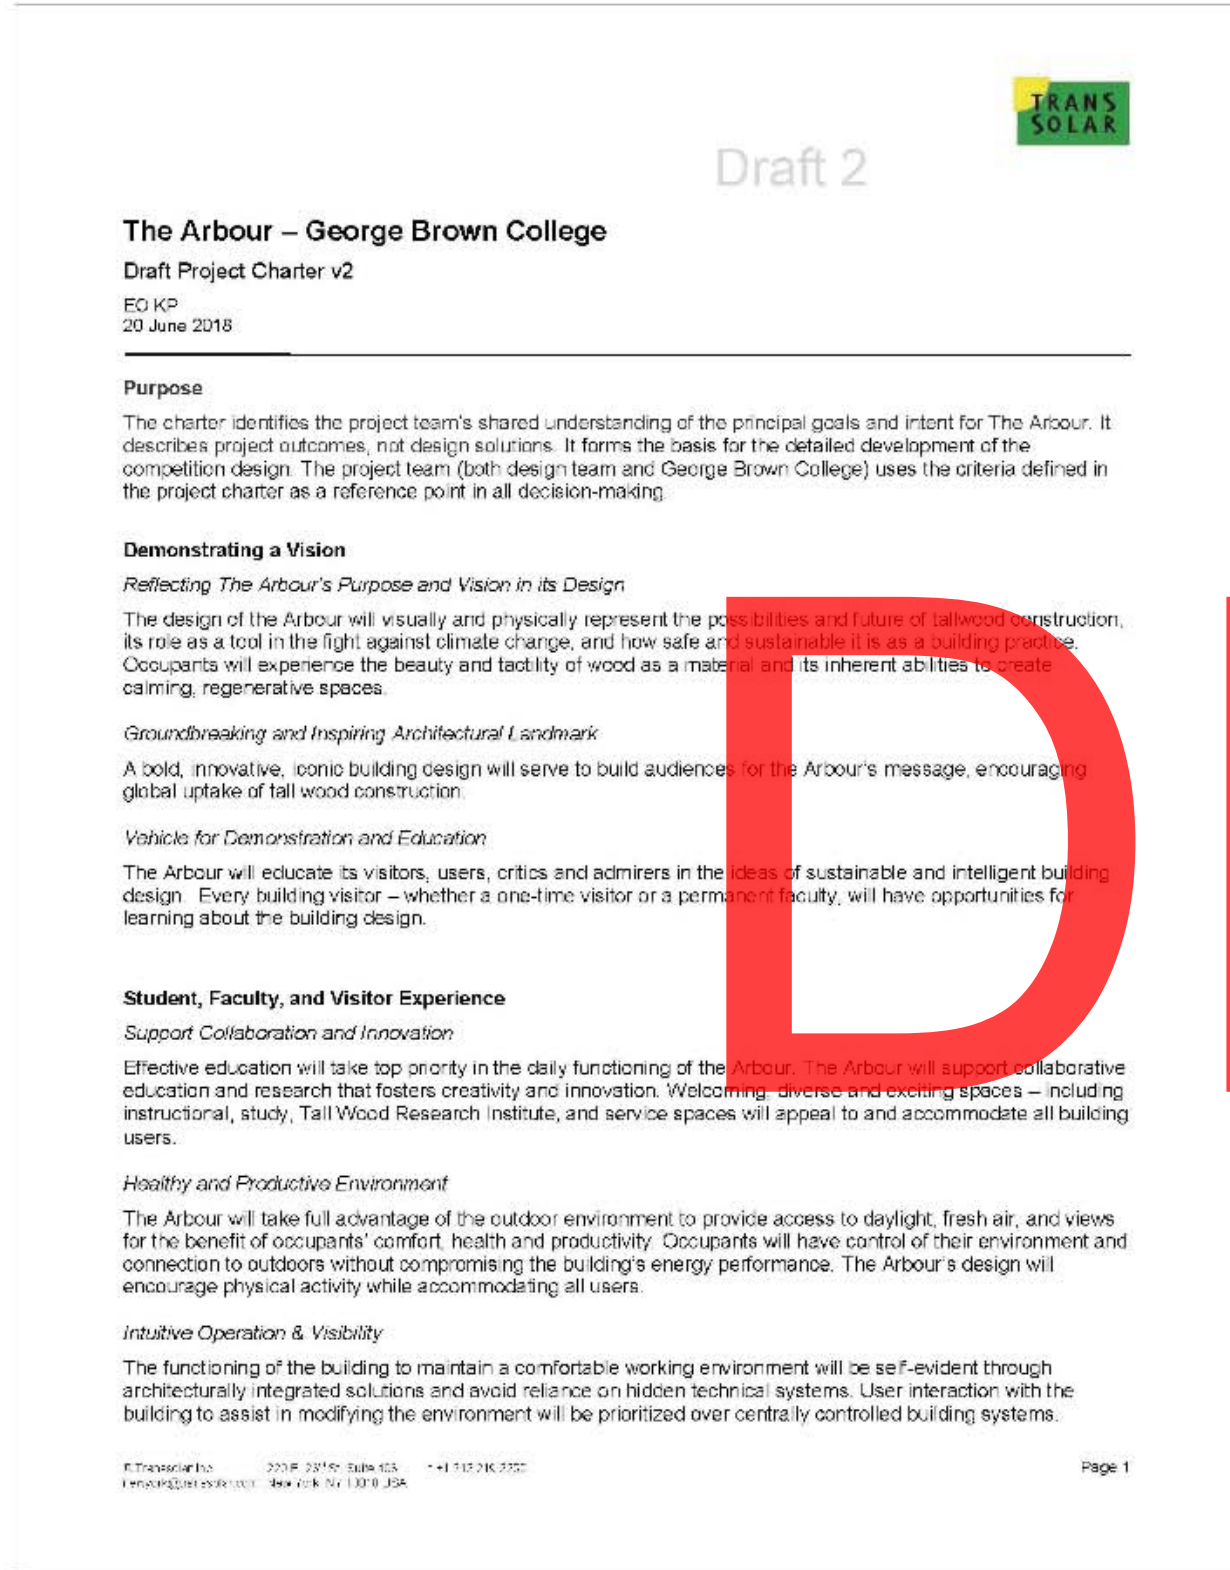 TRANS
SOLAR
Draft 2
The Arbour – George Brown College
Draft Project Charter v2
EO KP
20 June 2018
Purpose
The charter identifies the project team's shared understanding of the principal goals and intent for The Arbour. It
describes project outcomes, not design solutions. It forms the basis for the detailed development of the
competition design. The project team (both design team and George Brown College) uses the criteria defined in
the project charter as a reference point in all decision-making.
Demonstrating a Vision
Reflecting The Arbour's Purpose and Vision in its Design
The design of the Arbour will visually and physically represent the possibilities and future of tallwood construction,
its role as a tool in the fight against climate change, and how safe and sustainable it is as a building practice.
Occupants will experience the beauty and tactility of wood as a material and its inherent abilities to create
calming, regenerative spaces.
Groundbreaking and Inspiring Architectural Landmark
A bold, innovative, iconic building design will serve to build audiences for the Arbour's message, encouraging
global uptake of tall wood construction.
Vehicle for Demonstration and Education
The Arbour will educate its visitors, users, critics and admirers in the ideas of sustainable and intelligent building
design. Every building visitor – whether a one-time visitor or a permanent faculty, will have opportunities for
learning about the building design.
D
Student, Faculty, and Visitor Experience
Support Collaboration and Innovation
Effective education will take top priority in the daily functioning of the Arbour. The Arbour will support collaborative
education and research that fosters creativity and innovation. Welcoming, diverse and exciting spaces – including
instructional, study, Tall Wood Research Institute, and service spaces will appeal to and accommodate all building
users.
Healthy and Productive Environment
The Arbour will take full advantage of the outdoor environment to provide access to daylight, fresh air, and views
for the benefit of occupants' comfort, health and productivity. Occupants will have control of their environment and
connection to outdoors without compromising the building's energy performance. The Arbour's design will
encourage physical activity while accommodating all users.
Intuitive Operation & Visibility
The functioning of the building to maintain a comfortable working environment will be self-evident through
architecturally integrated solutions and avoid reliance on hidden technical systems. User interaction with the
building to assist in modifying the environment will be prioritized over centrally controlled building systems.
© Transsolar Inc. Suite
New York, NY USA
Page 1